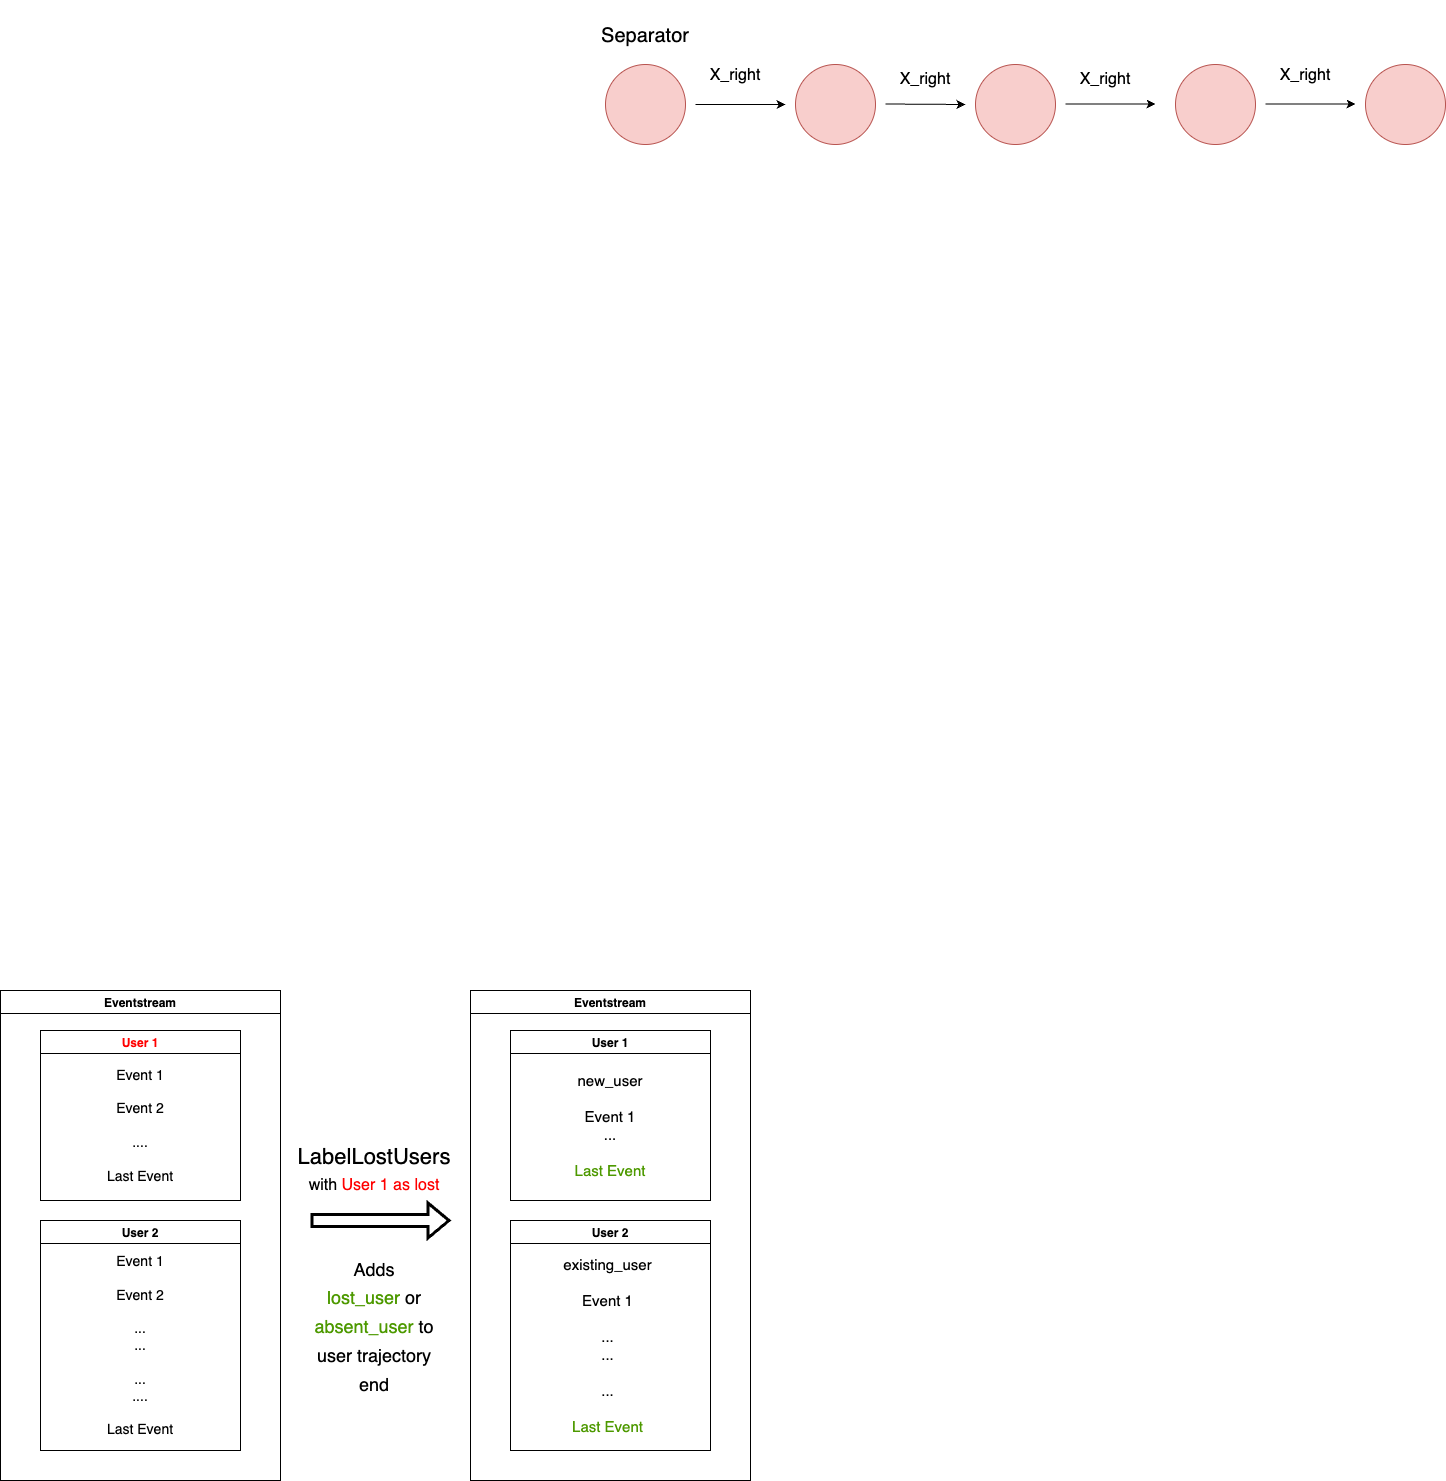 Separator
X_right
X_right
X_right
X_right
Eventstream
User 1
Event 1
Event 2
....
Last Event
User 2
Event 1
Event 2
...
...
...
....
Last Event
LabelLostUsers
with User 1 as lost
Adds
lost_user or
absent_user to
user trajectory
end
Eventstream
User 1
new_user
Event 1
...
Last Event
User 2
existing_user
Event 1
...
...
...
Last Event